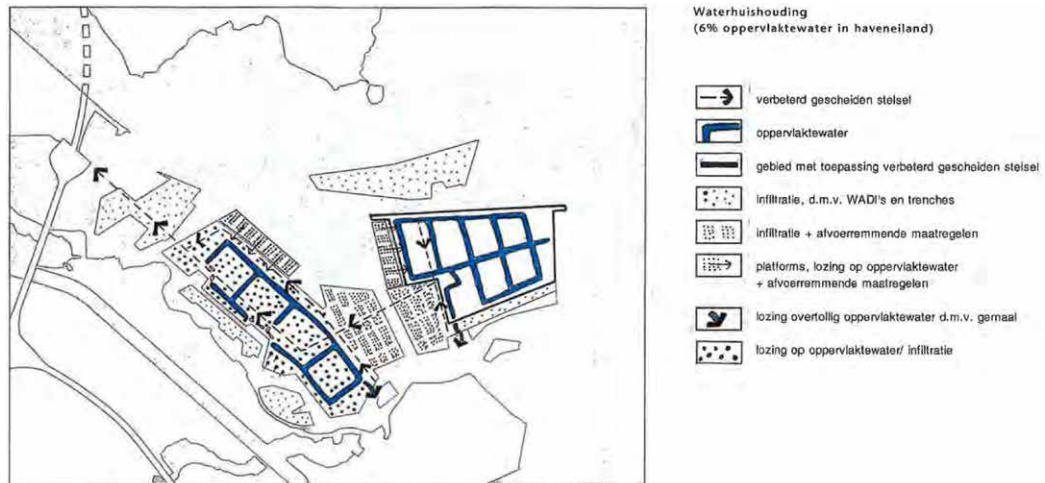 Waterhuishouding
(6% oppervlaktewater in haveneiland)
verbeterd gescheiden stelsel
oppervlaktewater
gebied met toepassing verbeterd gescheiden stelsel
infiltratie, d.m.v. WADI's en trenches
infiltratie + afvoerremmende maatregelen
platforms, lozing op oppervlaktewater
+ afvoerremmende maatregelen
lozing overtollig oppervlaktewater d.m.v. gemaal
lozing op oppervlaktewater/ infiltratie